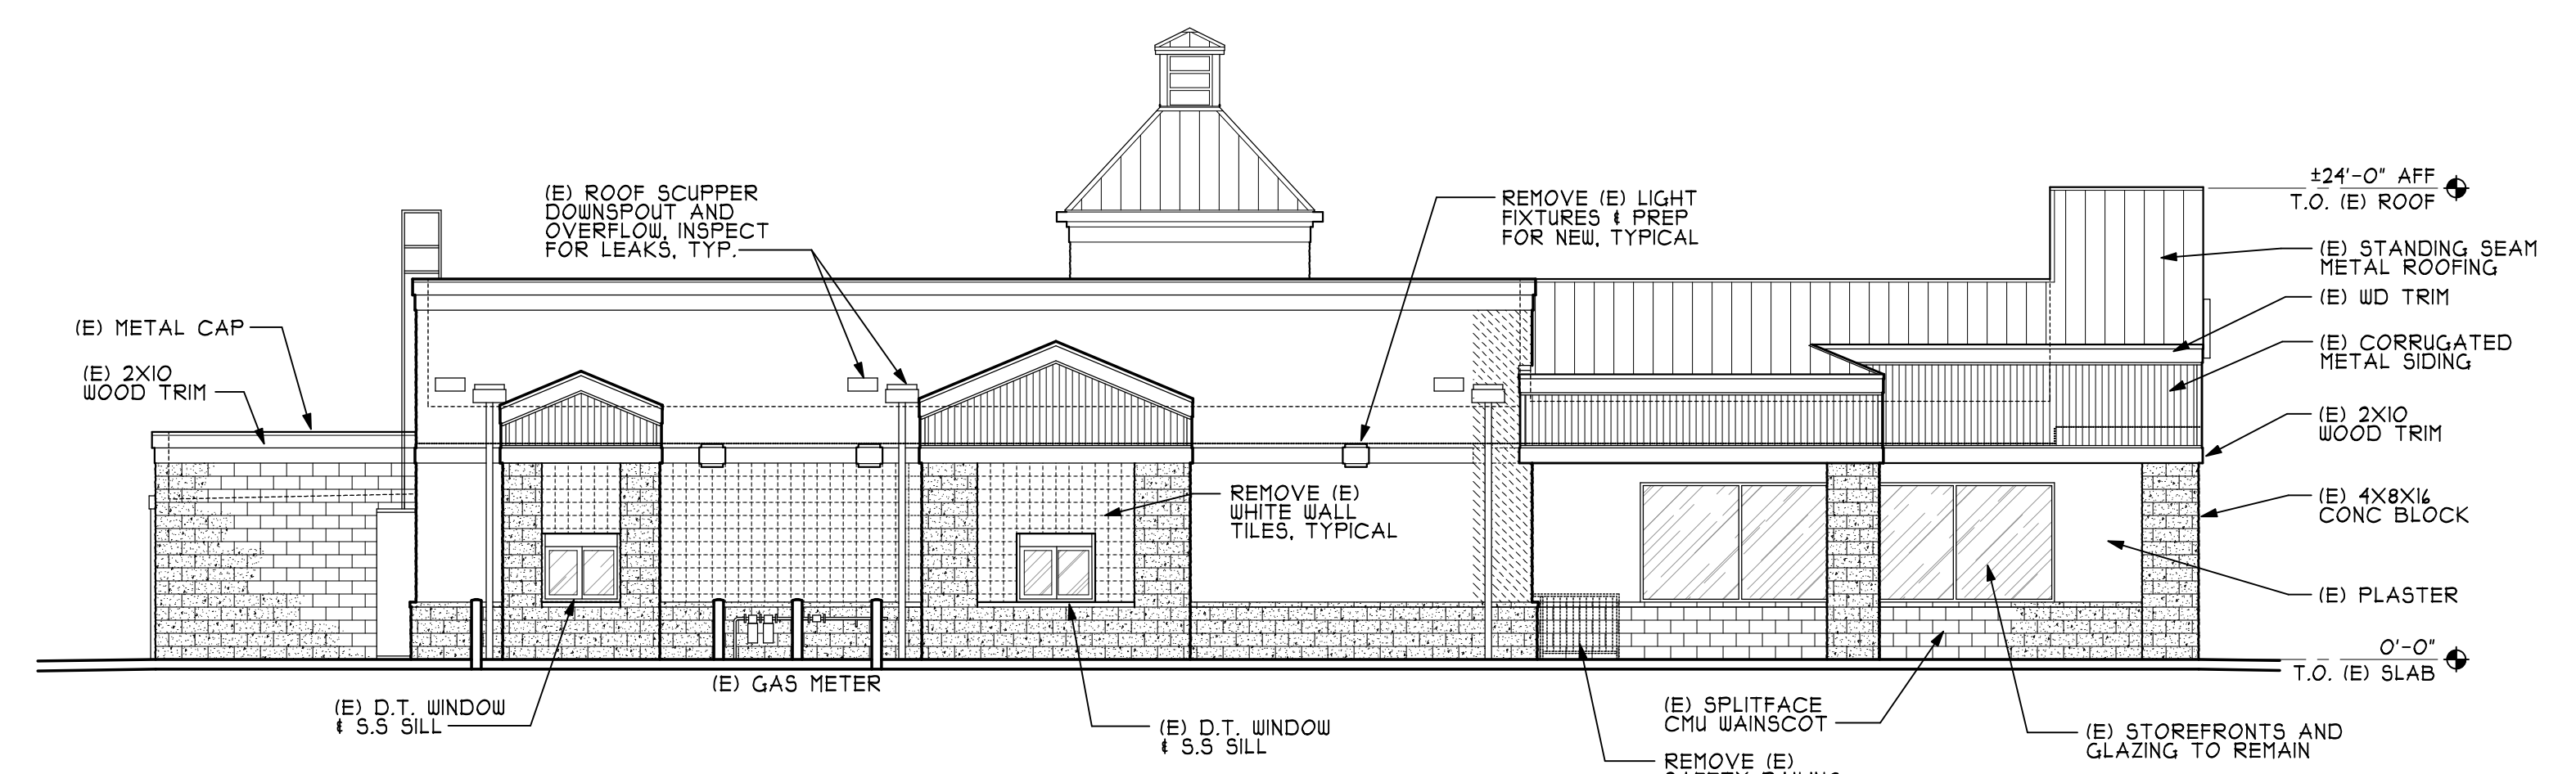 (E) ROOF SCUPPER
DOWNSPOUT AND
OVERFLOW, INSPECT
FOR LEAKS, TYP.
REMOVE (E) LIGHT
FIXTURES & PREP
FOR NEW, TYPICAL
±24'-0" AFF
T.O. (E) ROOF
(E) STANDING SEAM
METAL ROOFING
(E) WD TRIM
(E) CORRUGATED
METAL SIDING
(E) 2X10
WOOD TRIM
(E) 4X8X16
CONC BLOCK
(E) PLASTER
0'-0"
T.O. (E) SLAB
(E) METAL CAP
(E) 2X10
WOOD TRIM
REMOVE (E)
WHITE WALL
TILES, TYPICAL
(E) GAS METER
(E) D.T. WINDOW
& S.S SILL
(E) D.T. WINDOW
& S.S SILL
(E) SPLITFACE
CMU WAINSCOT
(E) STOREFRONTS AND
GLAZING TO REMAIN
REMOVE (E)